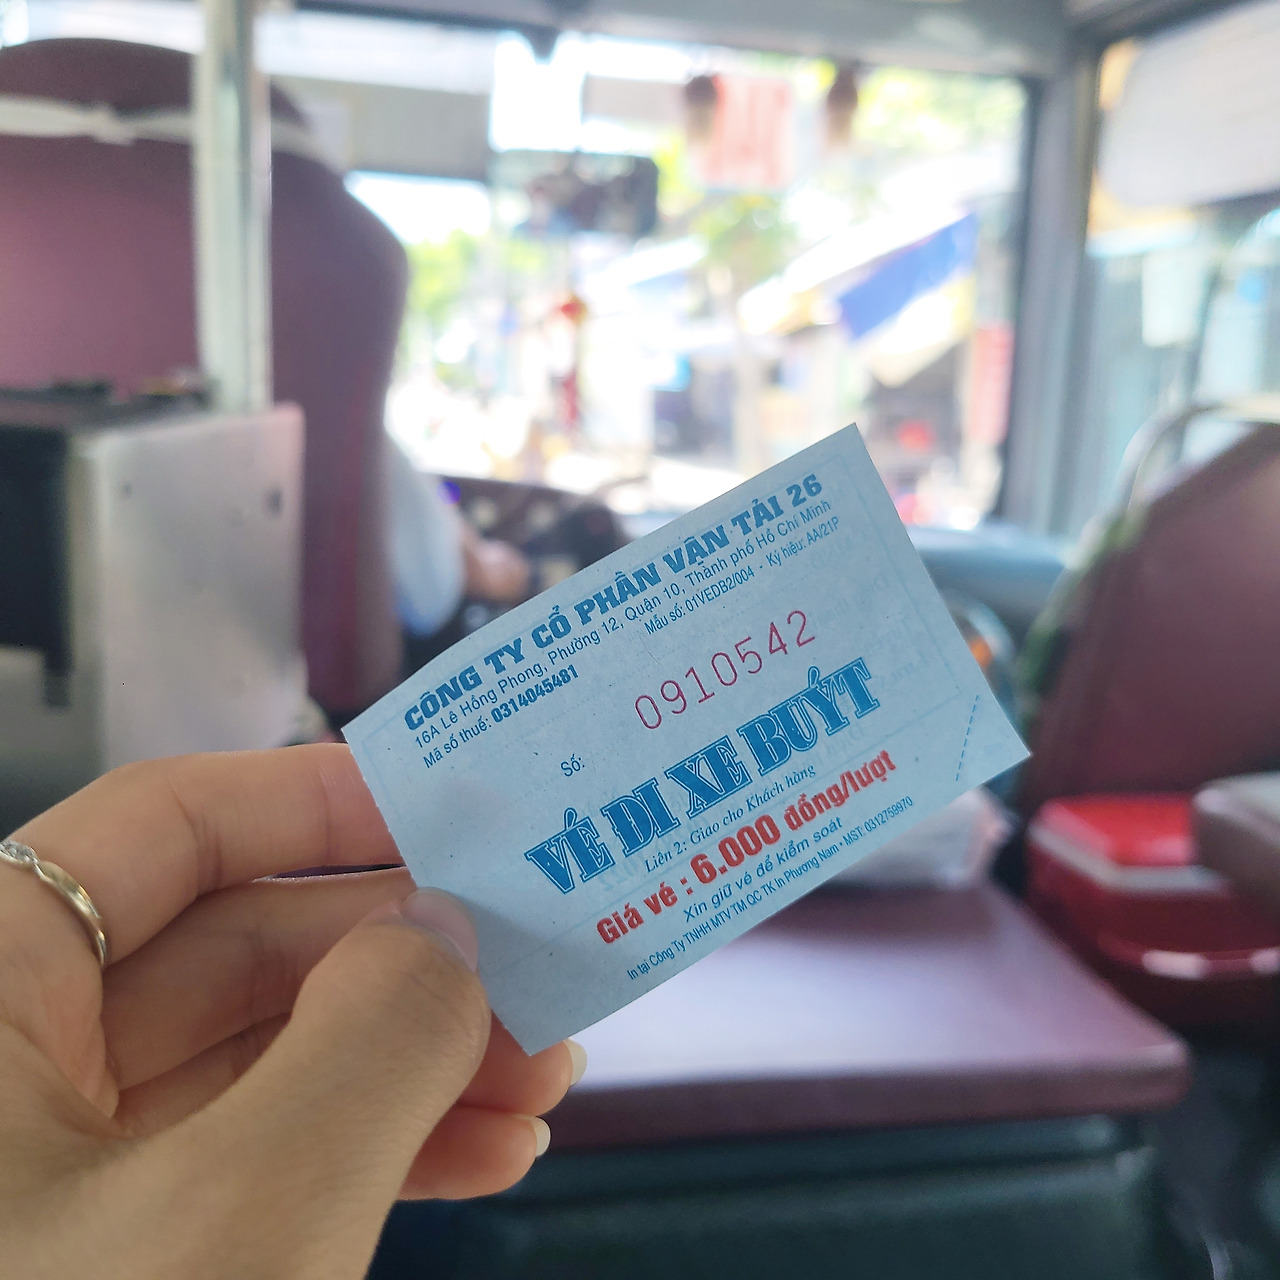 CÔNG TY CỔ PHẦN VẬN TẢI 26
16A Lê Hồng Phong, Phường 12, Quận 10, Thành phố Hồ Chí Minh
Mã số thuế: 0314045481
Mẫu số: 01VEDB2/004 - Ký hiệu: AA/21P
Số: 0910542
VÉ ĐI XE BUÝT
Liên 2: Giao cho Khách hàng
Giá vé : 6.000 đồng/lượt
Xin giữ vé để kiểm soát
In tại Công Ty TNHH MTV TM QC TK In Phương Nam • MST: 0312759970